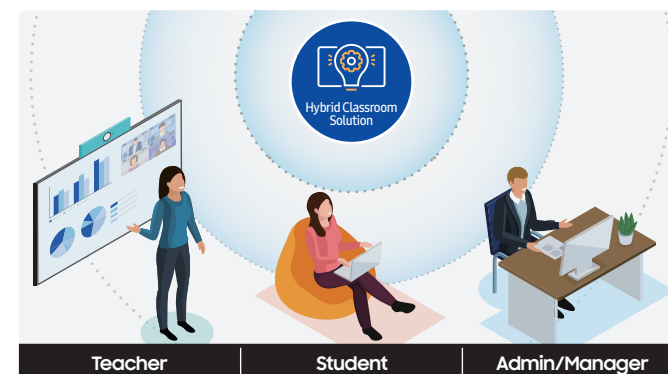 Hybrid Classroom
Solution
Teacher
Student
Admin/Manager